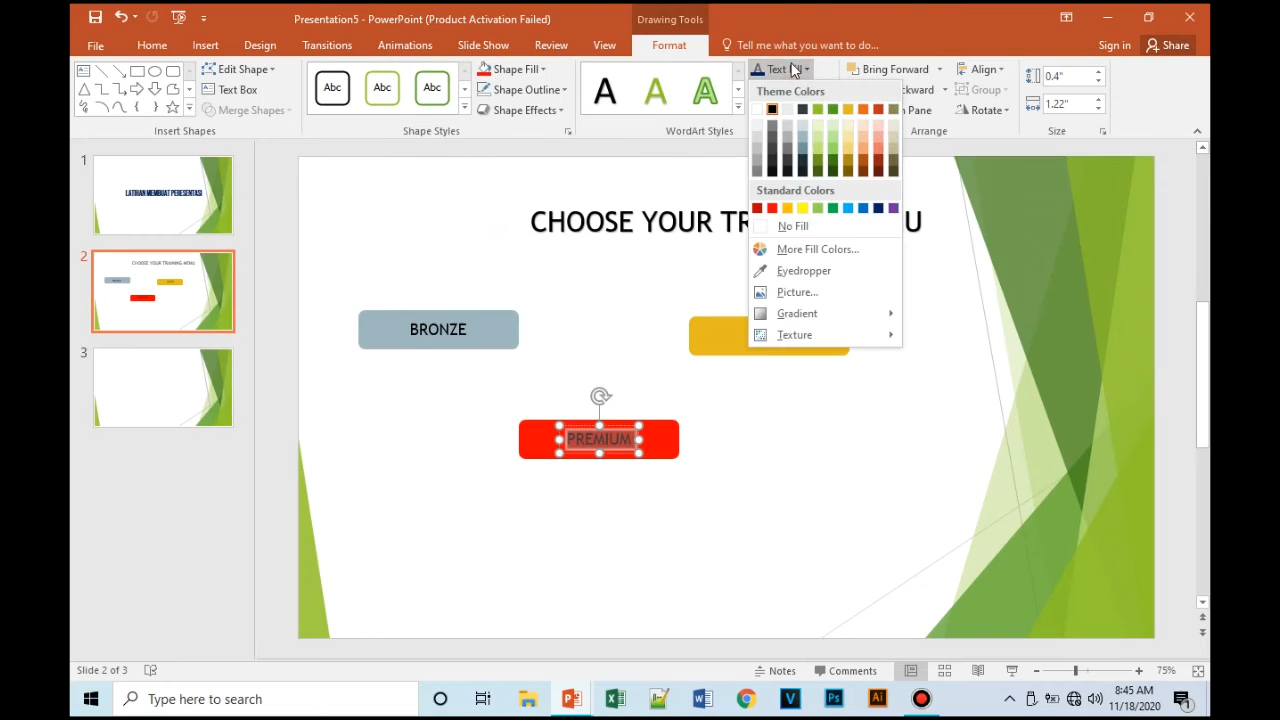 Presentation5 - PowerPoint (Product Activation Failed)
Drawing Tools
File Home Insert Design Transitions Animations Slide Show Review View Format Tell me what you want to do... Sign in Share
Edit Shape
Text Box
Merge Shapes
Insert Shapes
Abc Abc Abc
Shape Fill
Shape Outline
Shape Effects
Shape Styles
A A A
WordArt Styles
A Text
Bring Forward
Align
Group
Rotate
Arrange
0.4"
1.22"
Size
Theme Colors
Standard Colors
No Fill
More Fill Colors...
Eyedropper
Picture...
Gradient
Texture
1
LATIHAN MEMBUAT PERESENTASI
2
CHOOSE YOUR TRAINING MENU
3
CHOOSE YOUR TR
U
BRONZE
PREMIUM
Slide 2 of 3
Notes
Comments
75%
Type here to search
8:45 AM
11/18/2020